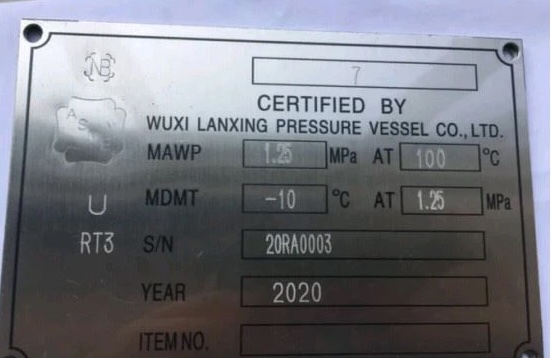 NB
7
CERTIFIED BY
ASME
WUXI LANXING PRESSURE VESSEL CO., LTD.
MAWP 1.25 MPa AT 100 °C
U MDMT -10 °C AT 1.25 MPa
RT3 S/N 20RA0003
YEAR 2020
ITEM NO.